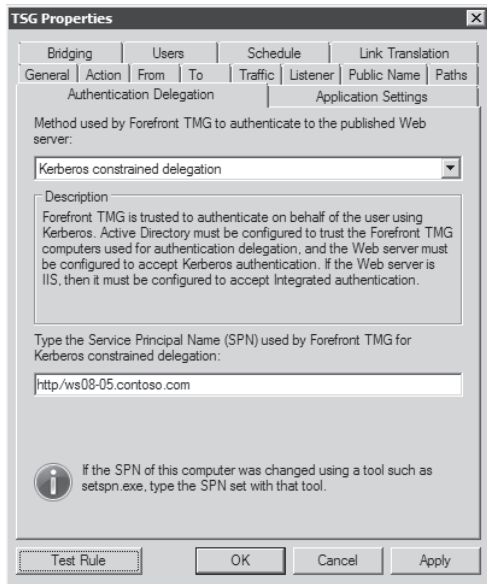 TSG Properties
Bridging Users Schedule Link Translation
General Action From To Traffic Listener Public Name Paths
Authentication Delegation Application Settings
Method used by Forefront TMG to authenticate to the published Web
server:
Kerberos constrained delegation
Description
Forefront TMG is trusted to authenticate on behalf of the user using
Kerberos. Active Directory must be configured to trust the Forefront TMG
computers used for authentication delegation, and the Web server must
be configured to accept Kerberos authentication. If the Web server is
IIS, then it must be configured to accept Integrated authentication.
Type the Service Principal Name (SPN) used by Forefront TMG for
Kerberos constrained delegation:
http/ws08-05.contoso.com
If the SPN of this computer was changed using a tool such as
setspn.exe, type the SPN set with that tool.
Test Rule OK Cancel Apply